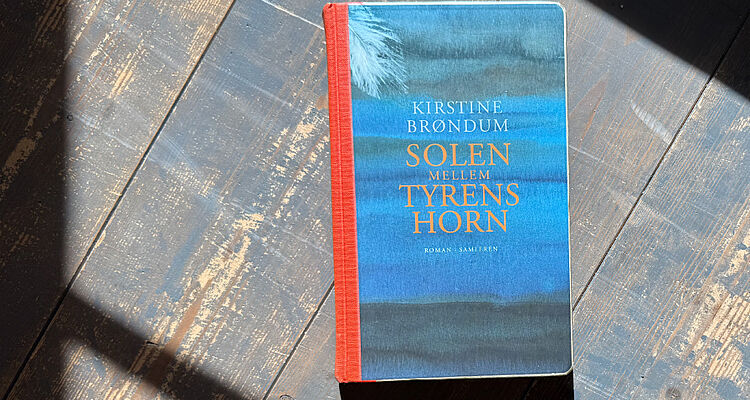 KIRSTINE
BRØNDUM
SOLEN
MELLEM
TYRENS
HORN
ROMAN · SAMLEREN